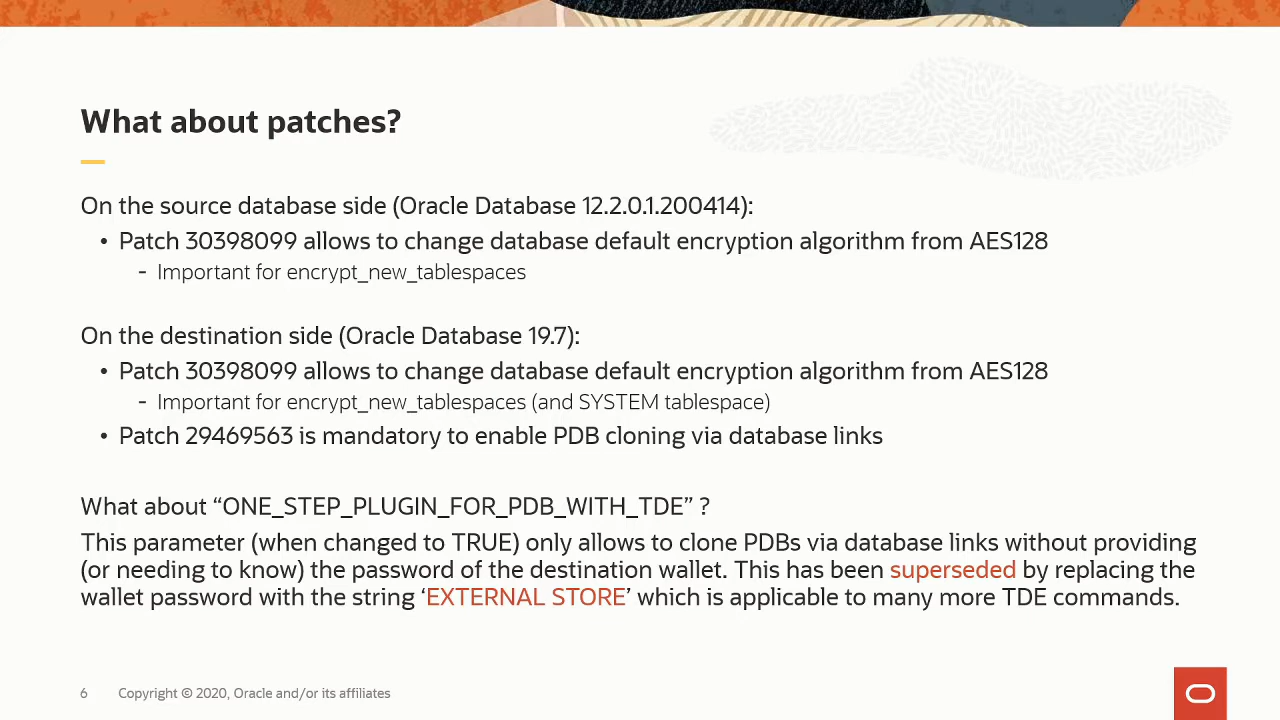 What about patches?
On the source database side (Oracle Database 12.2.0.1.200414):
• Patch 30398099 allows to change database default encryption algorithm from AES128
- Important for encrypt_new_tablespaces
On the destination side (Oracle Database 19.7):
• Patch 30398099 allows to change database default encryption algorithm from AES128
- Important for encrypt_new_tablespaces (and SYSTEM tablespace)
• Patch 29469563 is mandatory to enable PDB cloning via database links
What about “ONE_STEP_PLUGIN_FOR_PDB_WITH_TDE” ?
This parameter (when changed to TRUE) only allows to clone PDBs via database links without providing
(or needing to know) the password of the destination wallet. This has been superseded by replacing the
wallet password with the string ‘EXTERNAL STORE’ which is applicable to many more TDE commands.
6 Copyright © 2020, Oracle and/or its affiliates